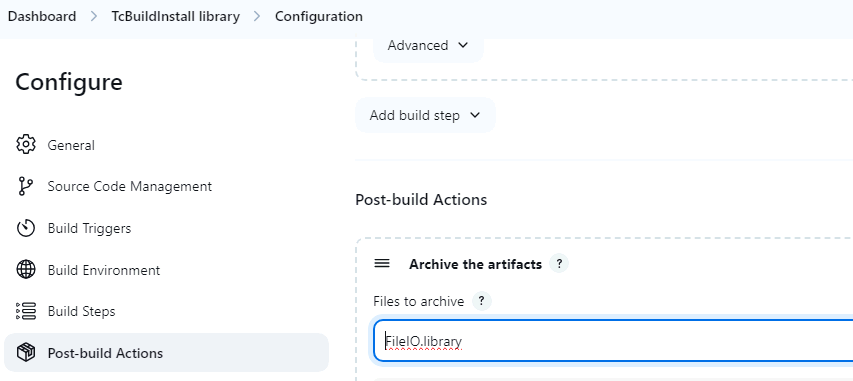 Dashboard > TcBuildInstall library > Configuration
Advanced
Configure
Add build step
General
Source Code Management
Post-build Actions
Build Triggers
Build Environment
Archive the artifacts ?
Files to archive ?
Build Steps
FileIO.library
Post-build Actions